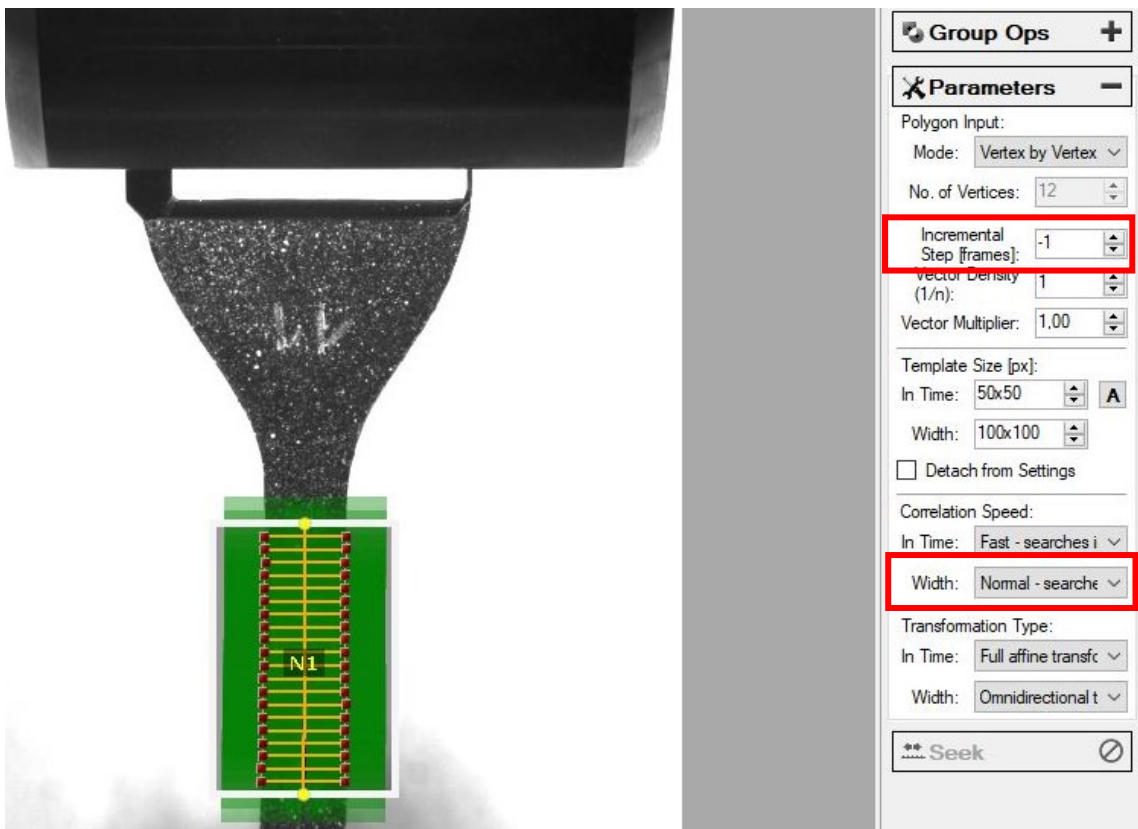 Group Ops
Parameters
Polygon Input:
Mode: Vertex by Vertex
No. of Vertices: 12
Incremental
Step [frames]: -1
Vector Density
(1/n): 1
Vector Multiplier: 1,00
Template Size [px]:
In Time: 50x50 A
Width: 100x100
Detach from Settings
Correlation Speed:
In Time: Fast - searches i
Width: Normal - searche
Transformation Type:
In Time: Full affine transfc
Width: Omnidirectional t
Seek
N1